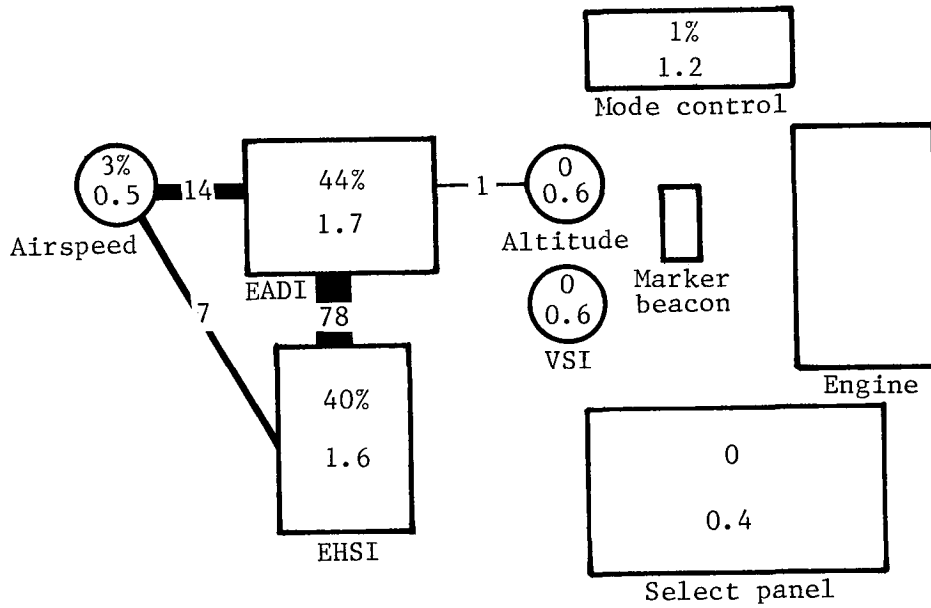 1%
1.2
Mode control
3%
0.5
Airspeed
14
44%
1.7
EADI
1
0
0.6
Altitude
Marker
beacon
0
0.6
VSI
Engine
7
78
40%
1.6
EHSI
0
0.4
Select panel